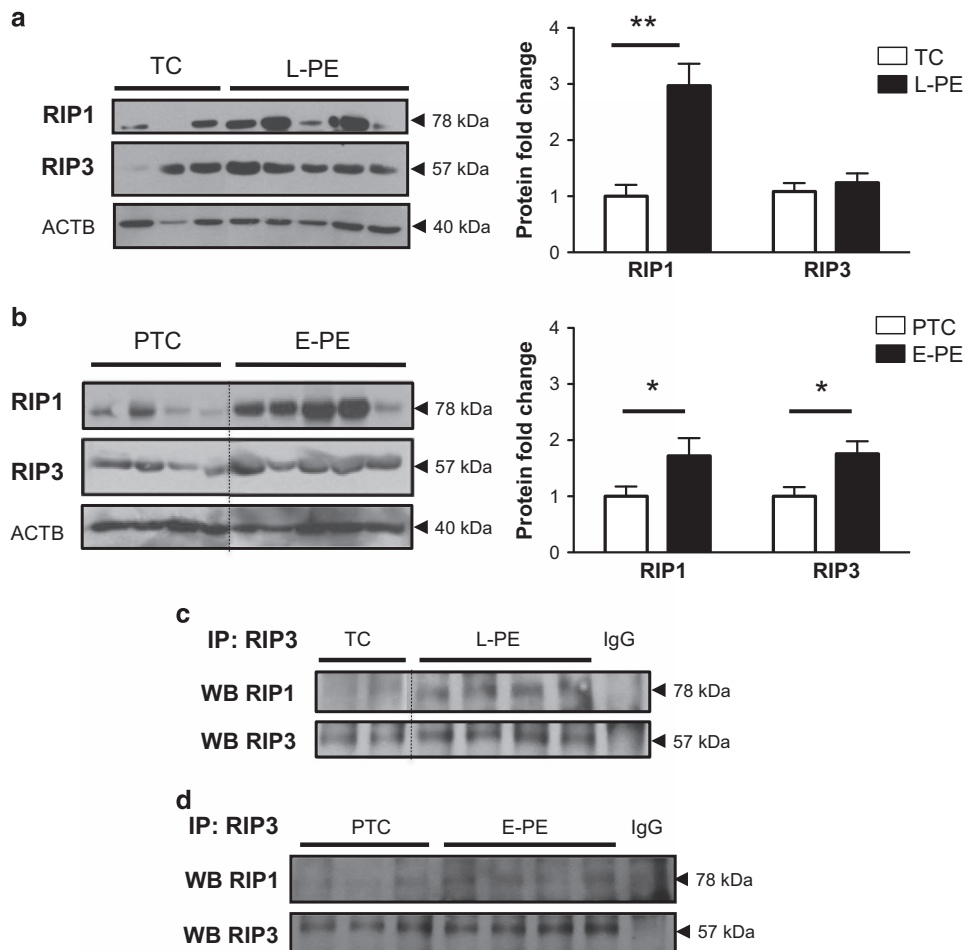 a
TC L-PE
RIP1 78 kDa
RIP3 57 kDa
ACTB 40 kDa
Protein fold change
4
3
2
1
0
**
TC
L-PE
RIP1 RIP3
b
PTC E-PE
RIP1 78 kDa
RIP3 57 kDa
ACTB 40 kDa
Protein fold change
4
3
2
1
0
* *
PTC
E-PE
RIP1 RIP3
c
IP: RIP3 TC L-PE IgG
WB RIP1 78 kDa
WB RIP3 57 kDa
d
IP: RIP3 PTC E-PE IgG
WB RIP1 78 kDa
WB RIP3 57 kDa